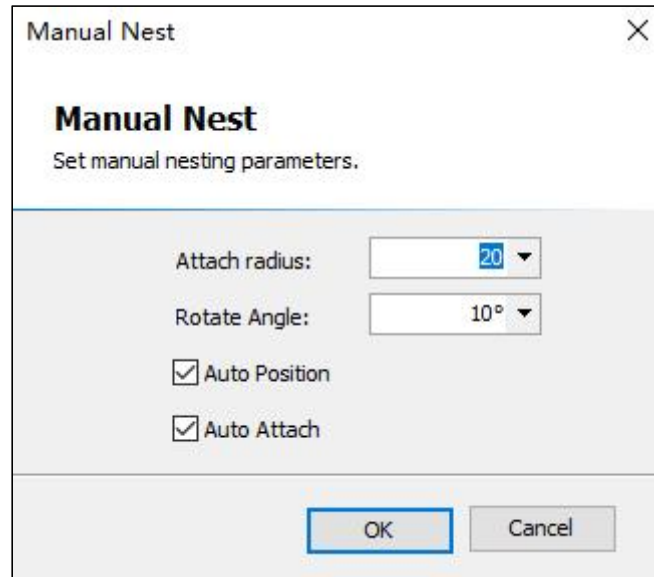 Manual Nest
Manual Nest
Set manual nesting parameters.
Attach radius: 20
Rotate Angle: 10°
Auto Position
Auto Attach
OK Cancel